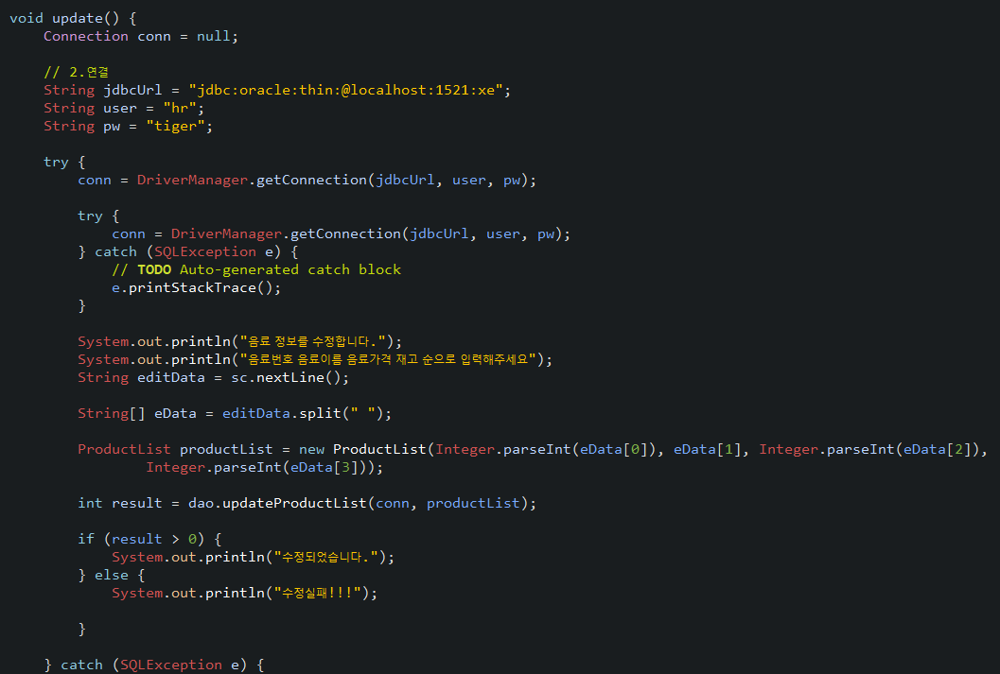 void update() {
Connection conn = null;
// 2.연결
String jdbcUrl = "jdbc:oracle:thin:@localhost:1521:xe";
String user = "hr";
String pw = "tiger";
try {
conn = DriverManager.getConnection(jdbcUrl, user, pw);
try {
conn = DriverManager.getConnection(jdbcUrl, user, pw);
} catch (SQLException e) {
// TODO Auto-generated catch block
e.printStackTrace();
}
System.out.println("음료 정보를 수정합니다.");
System.out.println("음료번호 음료이름 음료가격 재고 순으로 입력해주세요");
String editData = sc.nextLine();
String[] eData = editData.split(" ");
ProductList productList = new ProductList(Integer.parseInt(eData[0]), eData[1], Integer.parseInt(eData[2]),
Integer.parseInt(eData[3]));
int result = dao.updateProductList(conn, productList);
if (result > 0) {
System.out.println("수정되었습니다.");
} else {
System.out.println("수정실패!!!");
}
} catch (SQLException e) {